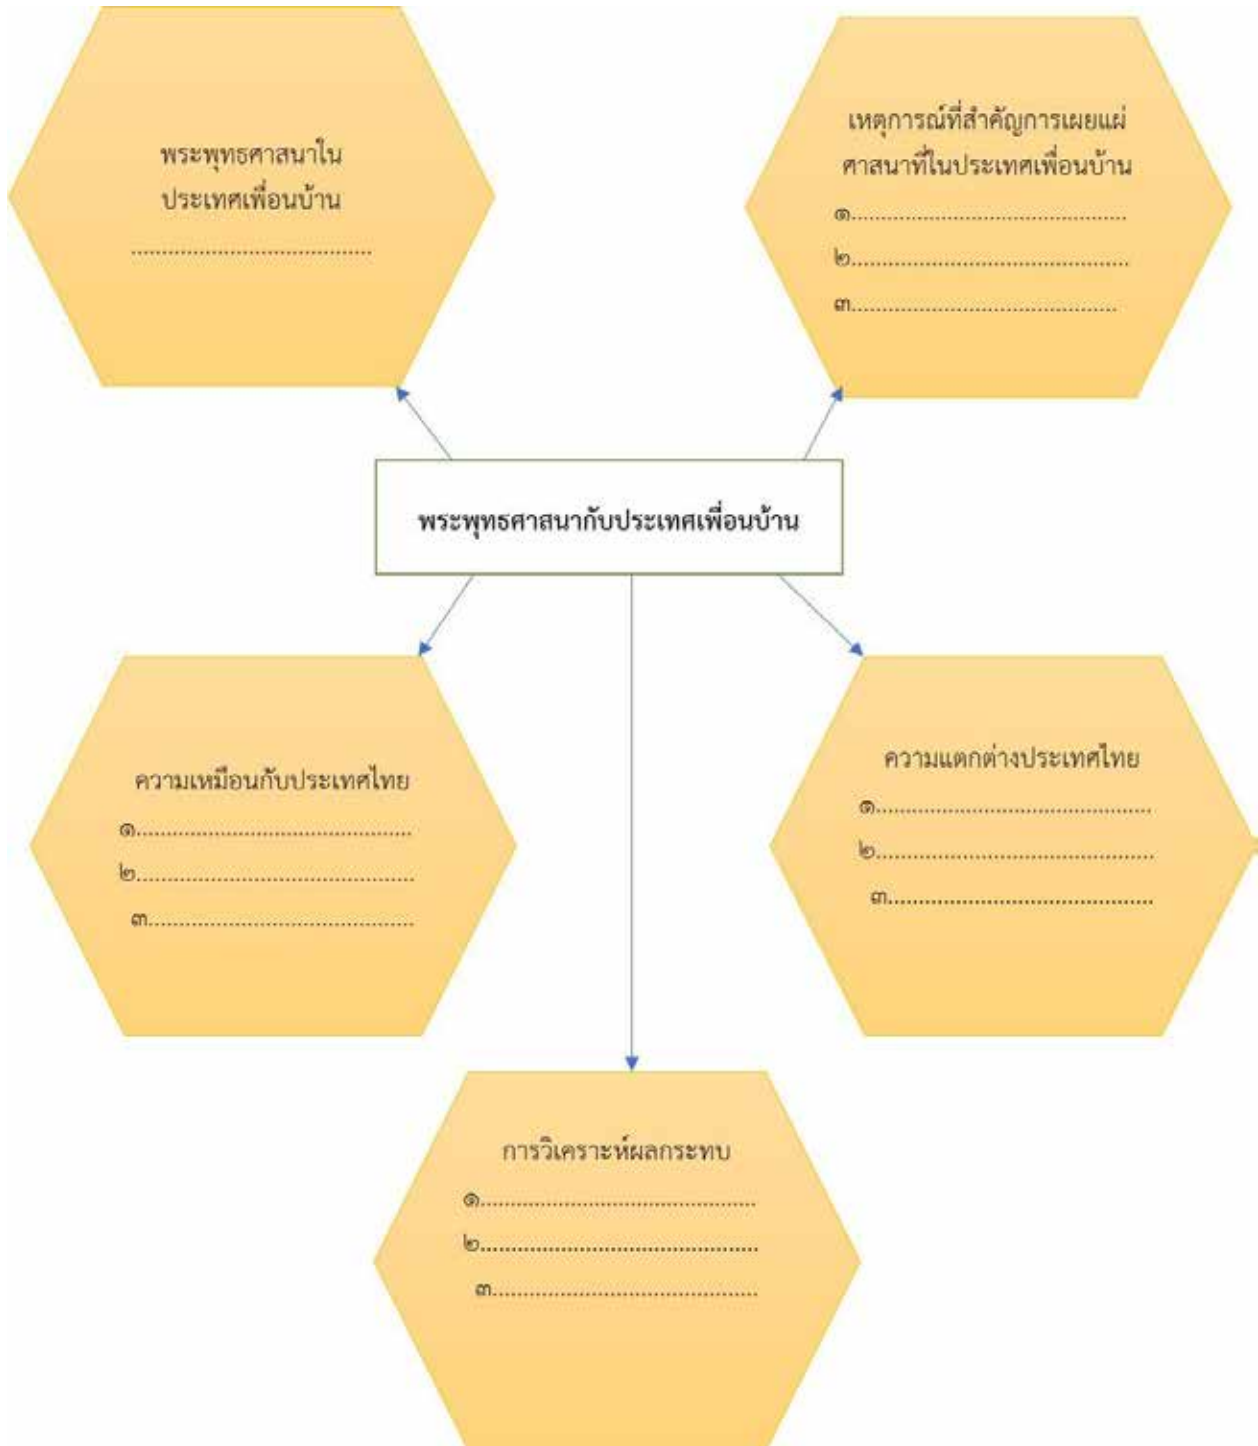 พระพุทธศาสนาใน
ประเทศเพื่อนบ้าน
........................................
เหตุการณ์ที่สำคัญการเผยแผ่
ศาสนาที่ในประเทศเพื่อนบ้าน
๑.............................................
๒.............................................
๓...........................................
พระพุทธศาสนากับประเทศเพื่อนบ้าน
ความเหมือนกับประเทศไทย
๑.............................................
๒.............................................
๓...........................................
ความแตกต่างประเทศไทย
๑.............................................
๒.............................................
๓...........................................
การวิเคราะห์ผลกระทบ
๑.............................................
๒.............................................
๓...........................................